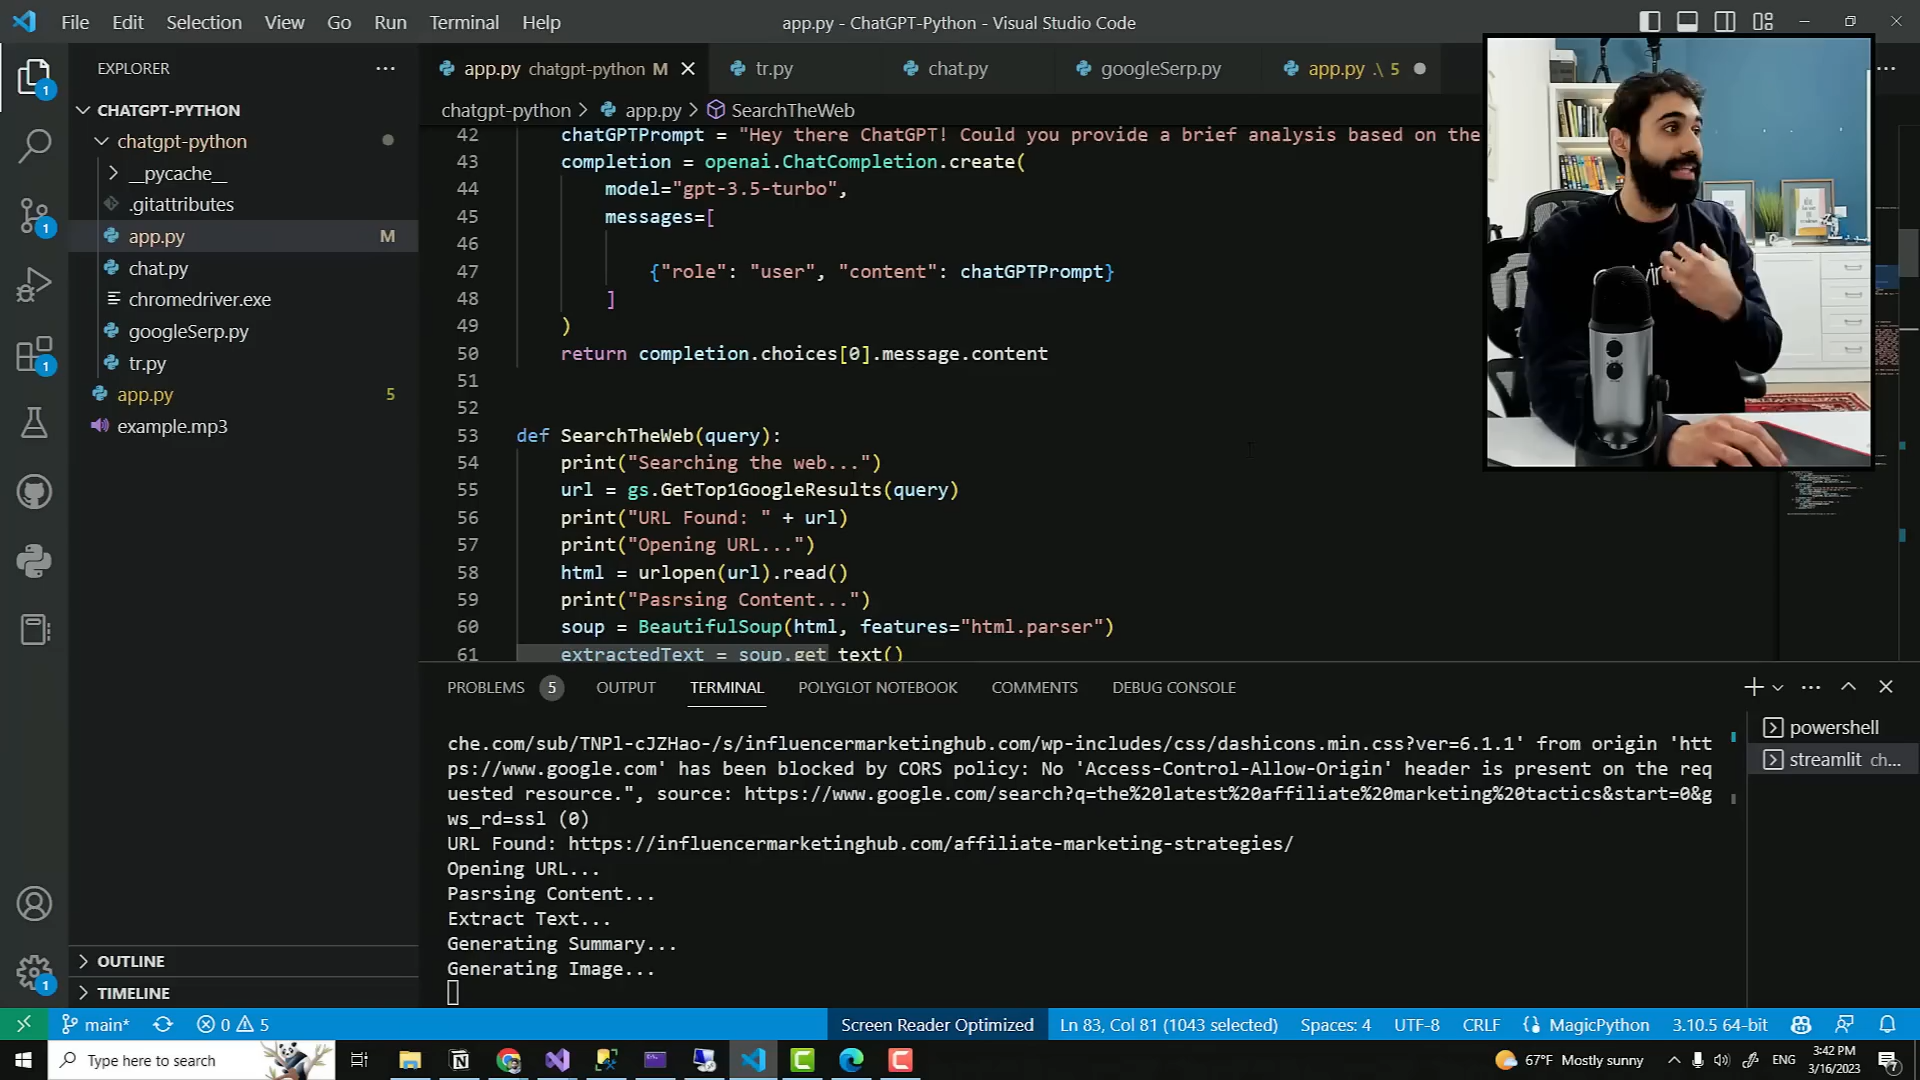 File Edit Selection View Go Run Terminal Help
app.py - ChatGPT-Python - Visual Studio Code
EXPLORER
CHATGPT-PYTHON
chatgpt-python
__pycache__
.gitattributes
app.py M
chat.py
chromedriver.exe
googleSerp.py
tr.py
app.py 5
example.mp3
OUTLINE
TIMELINE
app.py chatgpt-python M
tr.py
chat.py
googleSerp.py
app.py .\ 5
chatgpt-python > app.py > SearchTheWeb
42 chatGPTPrompt = "Hey there ChatGPT! Could you provide a brief analysis based on the
43 completion = openai.ChatCompletion.create(
44 model="gpt-3.5-turbo",
45 messages=[
46
47 {"role": "user", "content": chatGPTPrompt}
48 ]
49 )
50 return completion.choices[0].message.content
51
52
53 def SearchTheWeb(query):
54 print("Searching the web...")
55 url = gs.GetTop1GoogleResults(query)
56 print("URL Found: " + url)
57 print("Opening URL...")
58 html = urlopen(url).read()
59 print("Pasrsing Content...")
60 soup = BeautifulSoup(html, features="html.parser")
61 extractedText = soup.get_text()
PROBLEMS 5 OUTPUT TERMINAL POLYGLOT NOTEBOOK COMMENTS DEBUG CONSOLE
che.com/sub/TNPl-cJZHao-/s/influencermarketinghub.com/wp-includes/css/dashicons.min.css?ver=6.1.1' from origin 'htt
ps://www.google.com' has been blocked by CORS policy: No 'Access-Control-Allow-Origin' header is present on the req
uested resource.", source: https://www.google.com/search?q=the%20latest%20affiliate%20marketing%20tactics&start=0&g
ws_rd=ssl (0)
URL Found: https://influencermarketinghub.com/affiliate-marketing-strategies/
Opening URL...
Pasrsing Content...
Extract Text...
Generating Summary...
Generating Image...
powershell
streamlit ch...
1
1
1
1
main* 0 5
Screen Reader Optimized Ln 83, Col 81 (1043 selected) Spaces: 4 UTF-8 CRLF MagicPython 3.10.5 64-bit
Type here to search
67°F Mostly sunny ENG
3:42 PM
3/16/2023
7